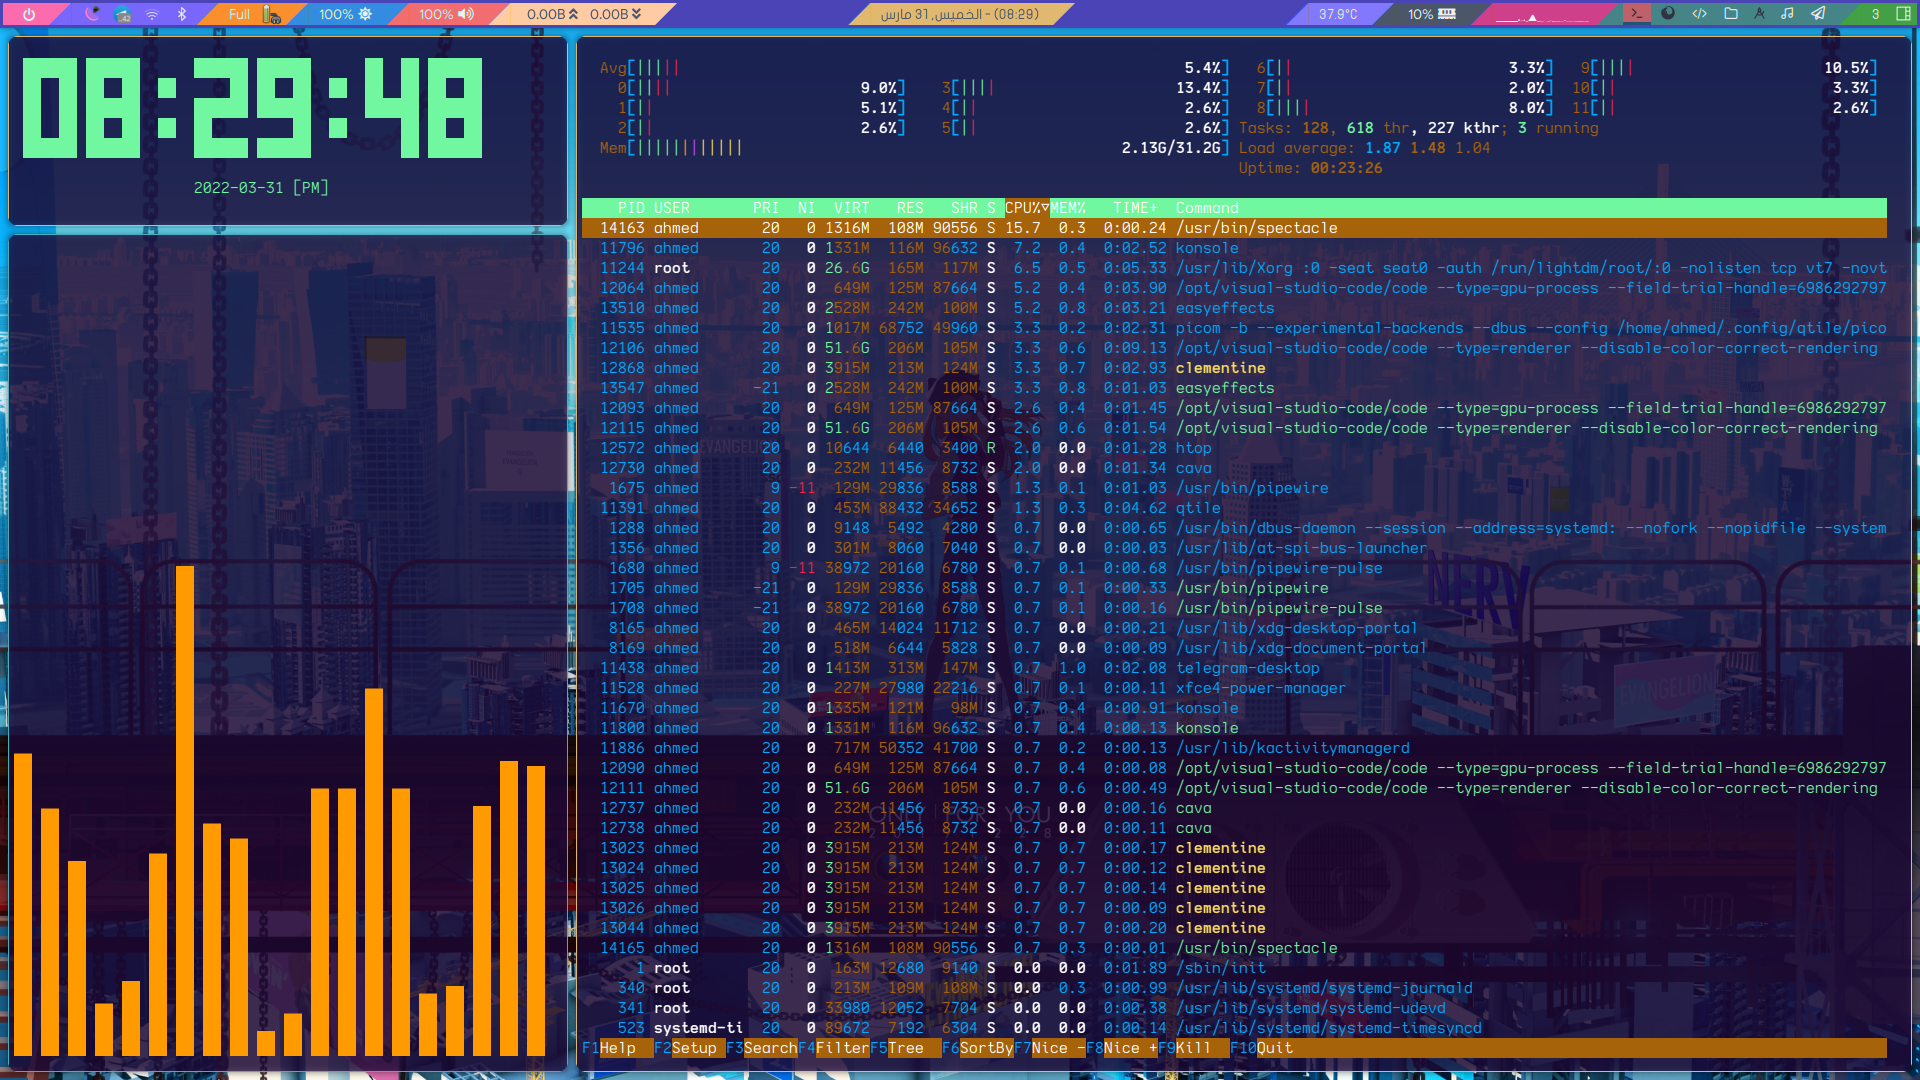 Full 100% 100% 0.00B 0.00B (08:29) - الخميس, 31 مارس 37.9°C 10% 3
08:29:48
2022-03-31 [PM]
Avg[||||| 5.4%] 6[|| 3.3%] 9[|||| 10.5%]
0[|||| 9.0%] 3[|||| 13.4%] 7[|| 2.0%] 10[|| 3.3%]
1[|| 5.1%] 4[|| 2.6%] 8[|||| 8.0%] 11[|| 2.6%]
2[|| 2.6%] 5[|| 2.6%] Tasks: 128, 618 thr, 227 kthr; 3 running
Mem[|||||||||||| 2.13G/31.2G] Load average: 1.87 1.48 1.04
Uptime: 00:23:26
PID USER PRI NI VIRT RES SHR S CPU%▽MEM% TIME+ Command
14163 ahmed 20 0 1316M 108M 90556 S 15.7 0.3 0:00.24 /usr/bin/spectacle
11796 ahmed 20 0 1331M 116M 96632 S 7.2 0.4 0:02.52 konsole
11244 root 20 0 26.6G 165M 117M S 6.5 0.5 0:05.33 /usr/lib/Xorg :0 -seat seat0 -auth /run/lightdm/root/:0 -nolisten tcp vt7 -novt
12064 ahmed 20 0 649M 125M 87664 S 5.2 0.4 0:03.90 /opt/visual-studio-code/code --type=gpu-process --field-trial-handle=6986292797
13510 ahmed 20 0 2528M 242M 100M S 5.2 0.8 0:03.21 easyeffects
11535 ahmed 20 0 1017M 68752 49960 S 3.3 0.2 0:02.31 picom -b --experimental-backends --dbus --config /home/ahmed/.config/qtile/pico
12106 ahmed 20 0 51.6G 206M 105M S 3.3 0.6 0:09.13 /opt/visual-studio-code/code --type=renderer --disable-color-correct-rendering
12868 ahmed 20 0 3915M 213M 124M S 3.3 0.7 0:02.93 clementine
13547 ahmed -21 0 2528M 242M 100M S 3.3 0.8 0:01.03 easyeffects
12093 ahmed 20 0 649M 125M 87664 S 2.6 0.4 0:01.45 /opt/visual-studio-code/code --type=gpu-process --field-trial-handle=6986292797
12115 ahmed 20 0 51.6G 206M 105M S 2.6 0.6 0:01.54 /opt/visual-studio-code/code --type=renderer --disable-color-correct-rendering
12572 ahmed 20 0 10644 6440 3400 R 2.0 0.0 0:01.28 htop
12730 ahmed 20 0 232M 11456 8732 S 2.0 0.0 0:01.34 cava
1675 ahmed 9 -11 129M 29836 8588 S 1.3 0.1 0:01.03 /usr/bin/pipewire
11391 ahmed 20 0 453M 88432 34652 S 1.3 0.3 0:04.62 qtile
1288 ahmed 20 0 9148 5492 4280 S 0.7 0.0 0:00.65 /usr/bin/dbus-daemon --session --address=systemd: --nofork --nopidfile --system
1356 ahmed 20 0 301M 8060 7040 S 0.7 0.0 0:00.03 /usr/lib/at-spi-bus-launcher
1680 ahmed 9 -11 38972 20160 6780 S 0.7 0.1 0:00.68 /usr/bin/pipewire-pulse
1705 ahmed -21 0 129M 29836 8588 S 0.7 0.1 0:00.33 /usr/bin/pipewire
1708 ahmed -21 0 38972 20160 6780 S 0.7 0.1 0:00.16 /usr/bin/pipewire-pulse
8165 ahmed 20 0 465M 14024 11712 S 0.7 0.0 0:00.21 /usr/lib/xdg-desktop-portal
8169 ahmed 20 0 518M 6644 5828 S 0.7 0.0 0:00.09 /usr/lib/xdg-document-portal
11438 ahmed 20 0 1413M 313M 147M S 0.7 1.0 0:02.08 telegram-desktop
11528 ahmed 20 0 227M 27980 22216 S 0.7 0.1 0:00.11 xfce4-power-manager
11670 ahmed 20 0 1335M 121M 98M S 0.7 0.4 0:00.91 konsole
11800 ahmed 20 0 1331M 116M 96632 S 0.7 0.4 0:00.13 konsole
11886 ahmed 20 0 717M 50352 41700 S 0.7 0.2 0:00.13 /usr/lib/kactivitymanagerd
12090 ahmed 20 0 649M 125M 87664 S 0.7 0.4 0:00.08 /opt/visual-studio-code/code --type=gpu-process --field-trial-handle=6986292797
12111 ahmed 20 0 51.6G 206M 105M S 0.7 0.6 0:00.49 /opt/visual-studio-code/code --type=renderer --disable-color-correct-rendering
12737 ahmed 20 0 232M 11456 8732 S 0.7 0.0 0:00.16 cava
12738 ahmed 20 0 232M 11456 8732 S 0.7 0.0 0:00.11 cava
13023 ahmed 20 0 3915M 213M 124M S 0.7 0.7 0:00.17 clementine
13024 ahmed 20 0 3915M 213M 124M S 0.7 0.7 0:00.12 clementine
13025 ahmed 20 0 3915M 213M 124M S 0.7 0.7 0:00.14 clementine
13026 ahmed 20 0 3915M 213M 124M S 0.7 0.7 0:00.09 clementine
13044 ahmed 20 0 3915M 213M 124M S 0.7 0.7 0:00.20 clementine
14165 ahmed 20 0 1316M 108M 90556 S 0.7 0.3 0:00.01 /usr/bin/spectacle
1 root 20 0 163M 12680 9140 S 0.0 0.0 0:01.89 /sbin/init
340 root 20 0 213M 109M 108M S 0.0 0.3 0:00.99 /usr/lib/systemd/systemd-journald
341 root 20 0 33980 12052 7704 S 0.0 0.0 0:00.38 /usr/lib/systemd/systemd-udevd
523 systemd-ti 20 0 89672 7192 6304 S 0.0 0.0 0:00.14 /usr/lib/systemd/systemd-timesyncd
F1Help F2Setup F3SearchF4FilterF5Tree F6SortByF7Nice -F8Nice +F9Kill F10Quit
EVANGELION
NERV
EVANGELION
ONLY FOR YOU